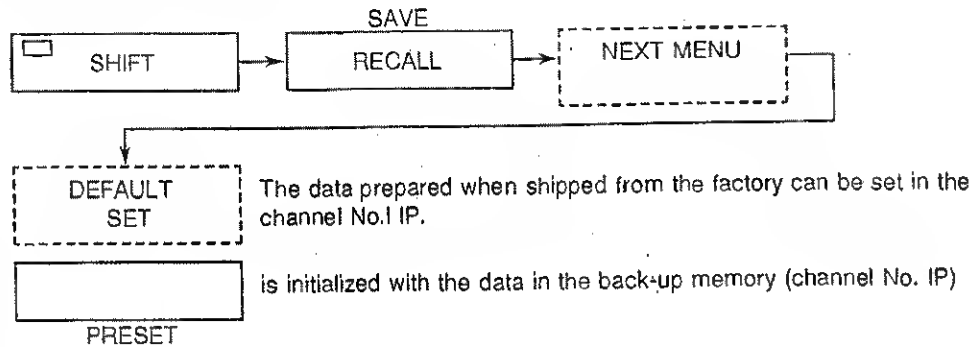 SAVE
SHIFT
RECALL
NEXT MENU
DEFAULT
SET
The data prepared when shipped from the factory can be set in the
channel No.I IP.
is initialized with the data in the back-up memory (channel No. IP)
PRESET